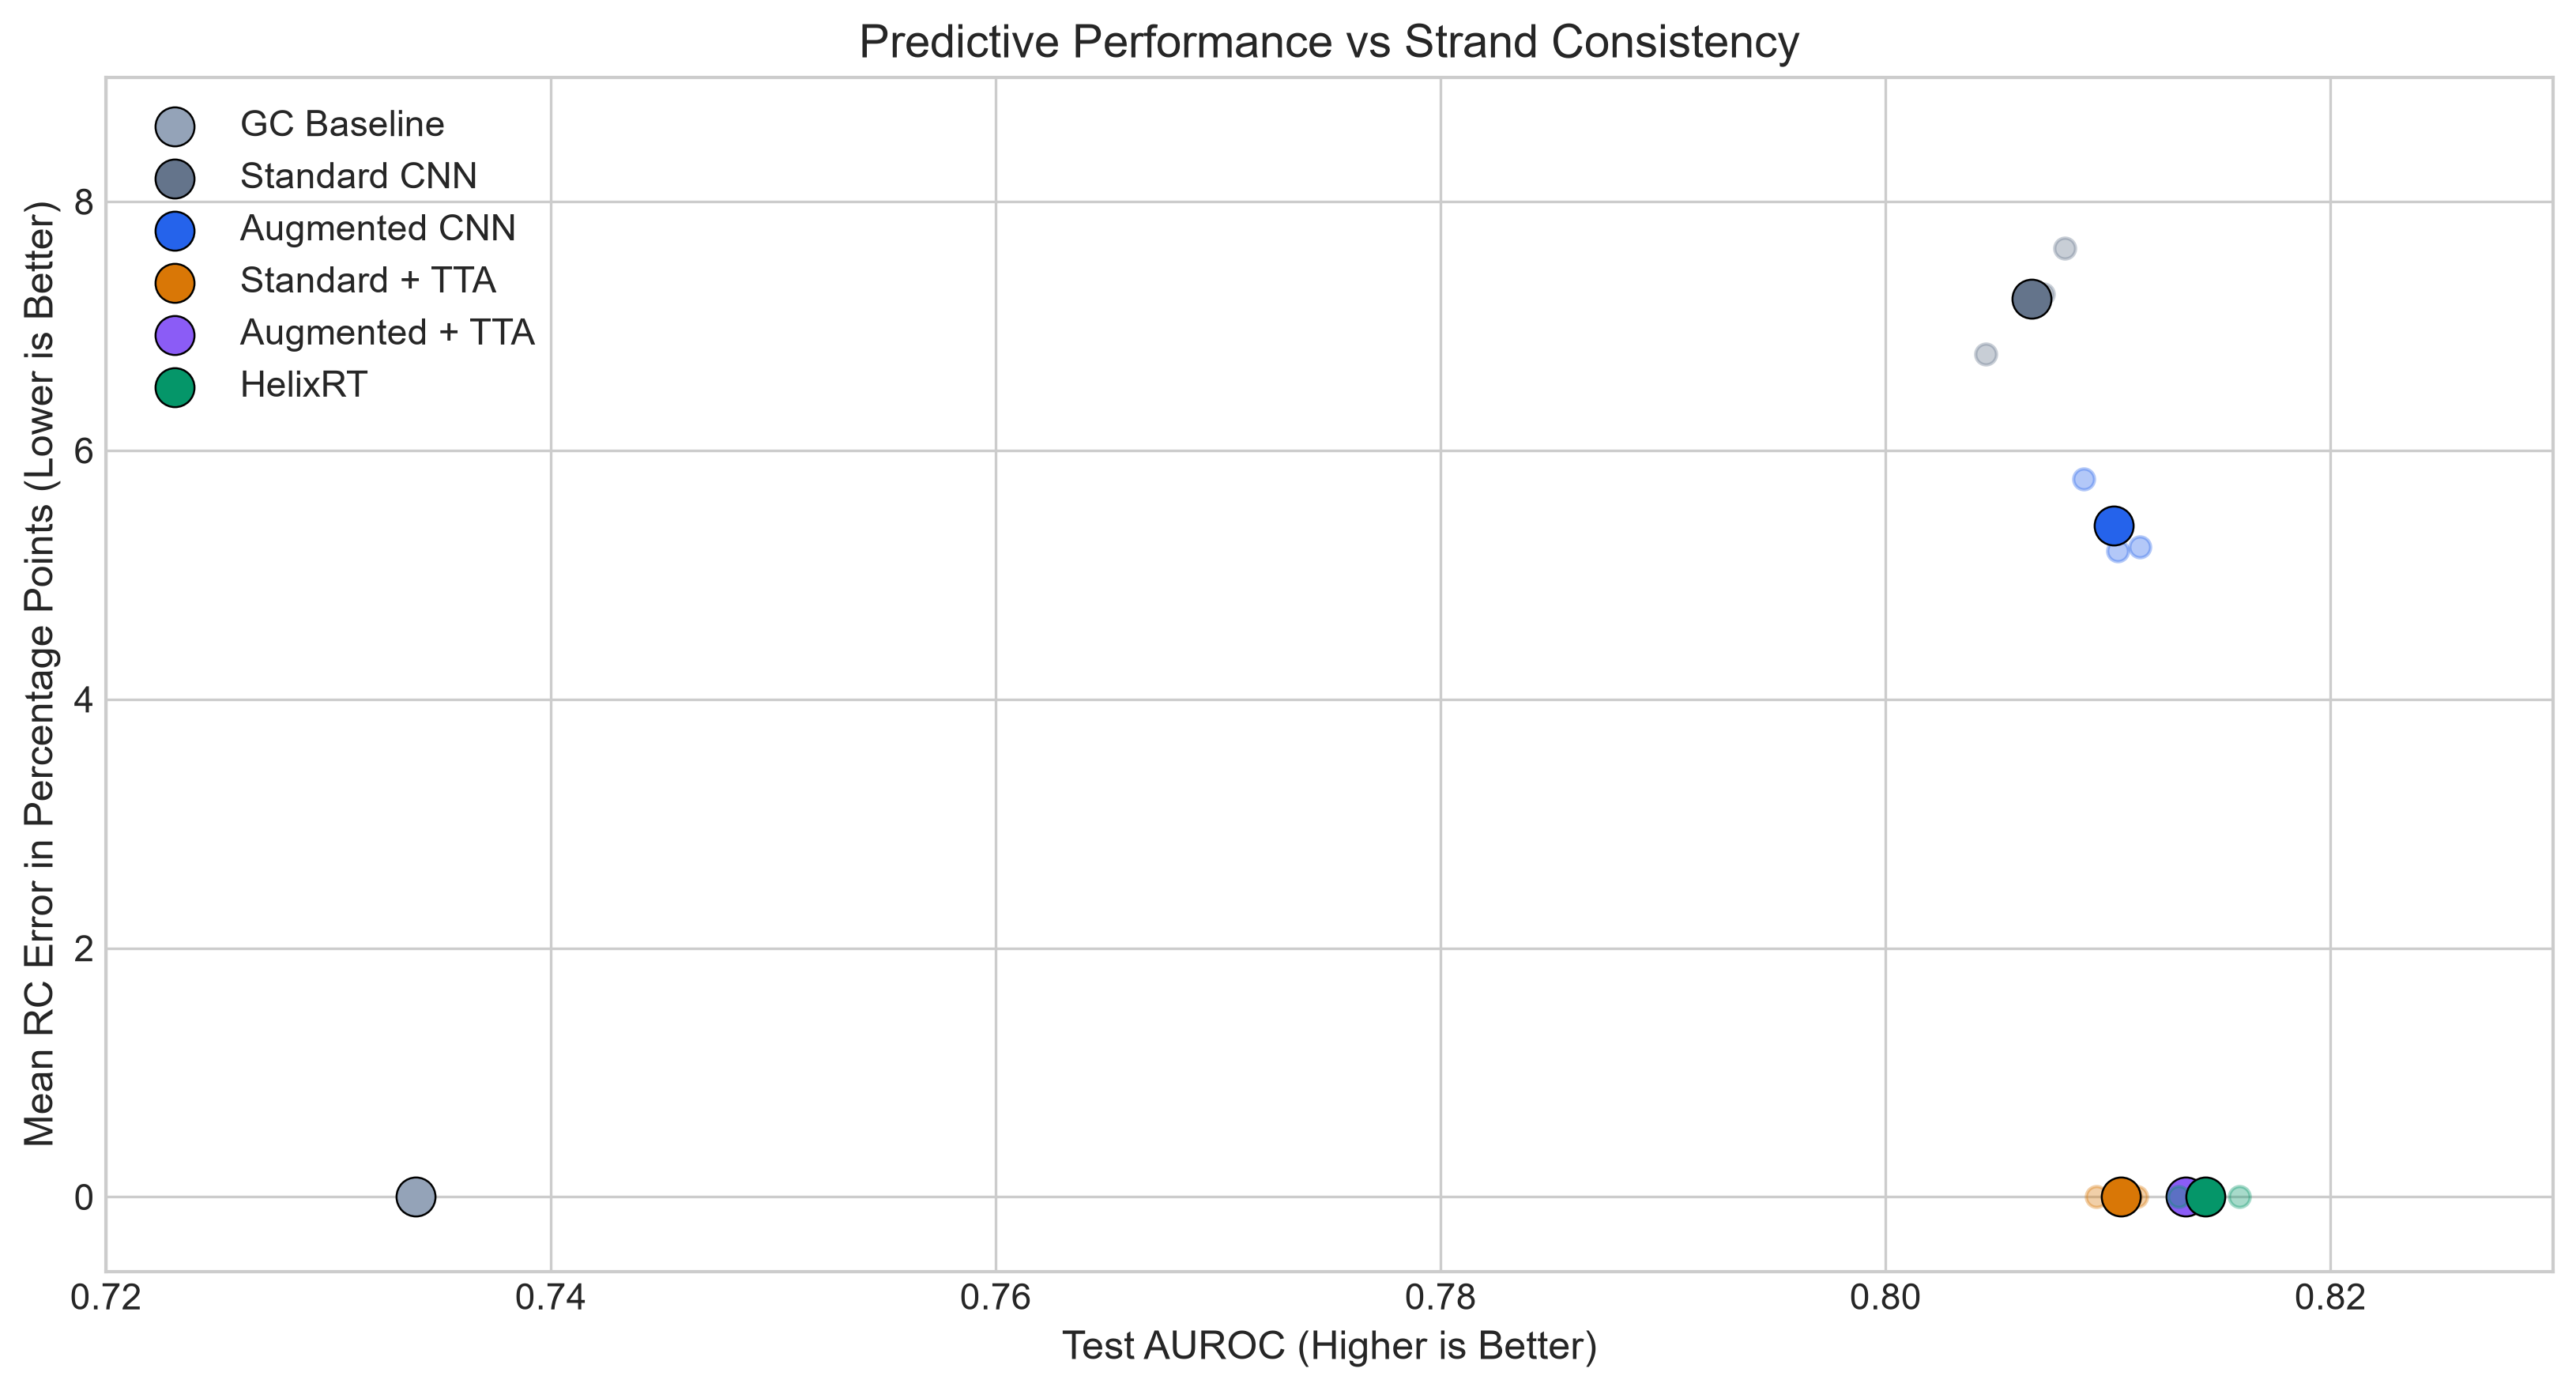 Predictive Performance vs Strand Consistency
GC Baseline
Standard CNN
Augmented CNN
Standard + TTA
Augmented + TTA
HelixRT
Mean RC Error in Percentage Points (Lower is Better)
8
6
4
2
0
0.72 0.74 0.76 0.78 0.80 0.82
Test AUROC (Higher is Better)